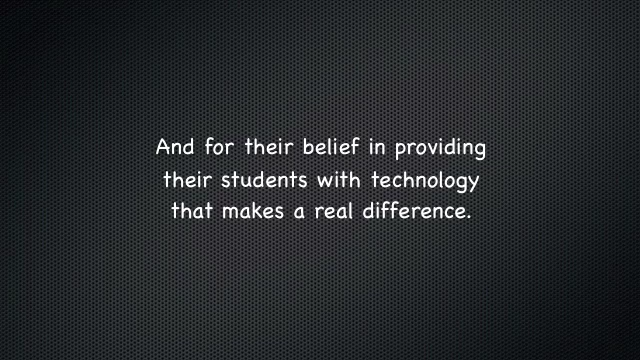 And for their belief in providing
their students with technology
that makes a real difference.